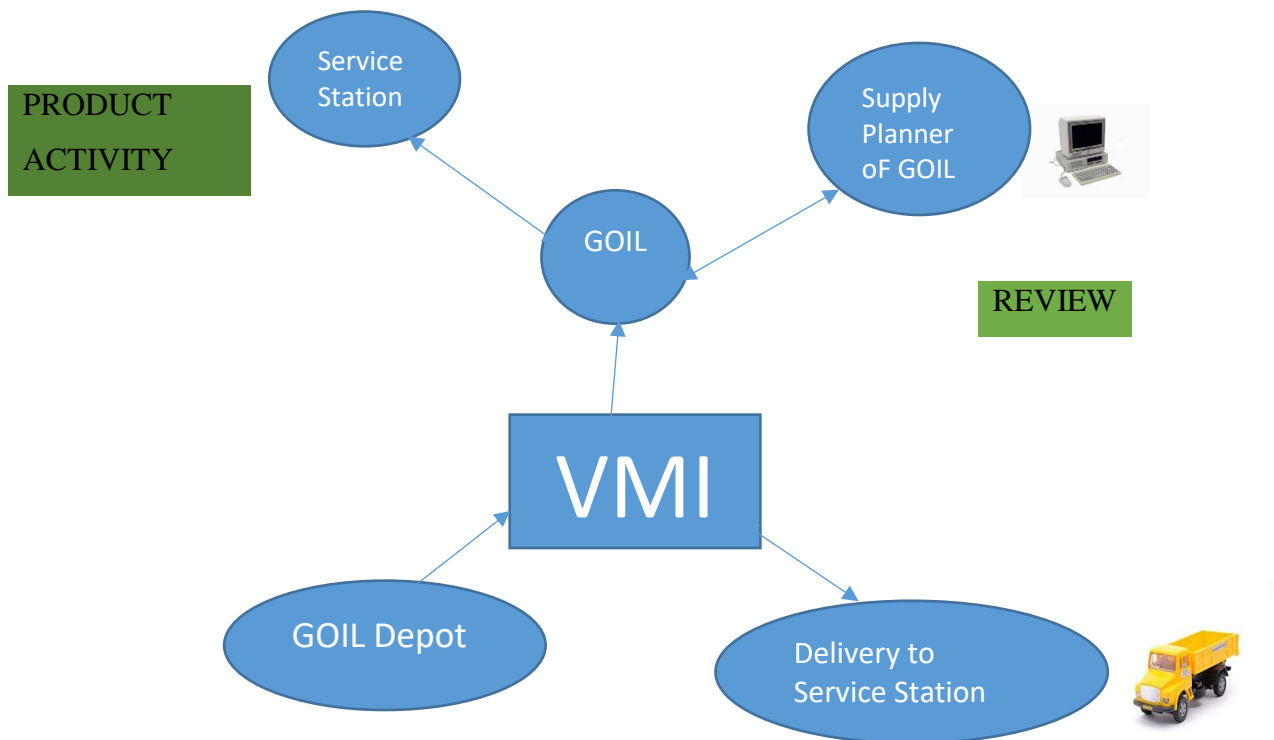 Service
Station
PRODUCT
ACTIVITY
Supply
Planner
oF GOIL
GOIL
REVIEW
VMI
GOIL Depot
Delivery to
Service Station